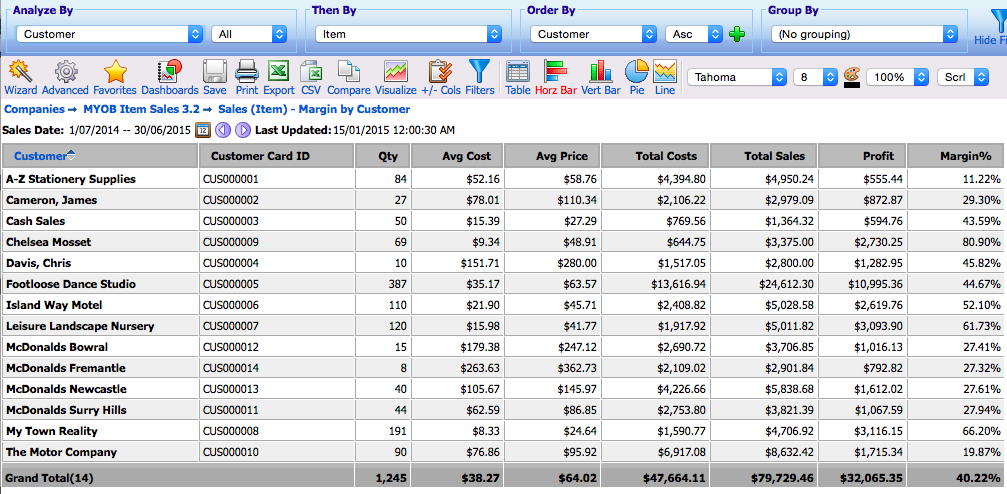 Analyze By Then By Order By Group By
Customer All Item Customer Asc (No grouping) Hide Fi
Wizard Advanced Favorites Dashboards Save Print Export CSV Compare Visualize +/- Cols Filters Table Horz Bar Vert Bar Pie Line Tahoma 8 100% Scrl
Companies → MYOB Item Sales 3.2 → Sales (Item) - Margin by Customer
Sales Date: 1/07/2014 -- 30/06/2015 12 Last Updated:15/01/2015 12:00:30 AM
Customer Customer Card ID Qty Avg Cost Avg Price Total Costs Total Sales Profit Margin%
A-Z Stationery Supplies CUS000001 84 $52.16 $58.76 $4,394.80 $4,950.24 $555.44 11.22%
Cameron, James CUS000002 27 $78.01 $110.34 $2,106.22 $2,979.09 $872.87 29.30%
Cash Sales CUS000003 50 $15.39 $27.29 $769.56 $1,364.32 $594.76 43.59%
Chelsea Mosset CUS000009 69 $9.34 $48.91 $644.75 $3,375.00 $2,730.25 80.90%
Davis, Chris CUS000004 10 $151.71 $280.00 $1,517.05 $2,800.00 $1,282.95 45.82%
Footloose Dance Studio CUS000005 387 $35.17 $63.57 $13,616.94 $24,612.30 $10,995.36 44.67%
Island Way Motel CUS000006 110 $21.90 $45.71 $2,408.82 $5,028.58 $2,619.76 52.10%
Leisure Landscape Nursery CUS000007 120 $15.98 $41.77 $1,917.92 $5,011.82 $3,093.90 61.73%
McDonalds Bowral CUS000012 15 $179.38 $247.12 $2,690.72 $3,706.85 $1,016.13 27.41%
McDonalds Fremantle CUS000014 8 $263.63 $362.73 $2,109.02 $2,901.84 $792.82 27.32%
McDonalds Newcastle CUS000013 40 $105.67 $145.97 $4,226.66 $5,838.68 $1,612.02 27.61%
McDonalds Surry Hills CUS000011 44 $62.59 $86.85 $2,753.80 $3,821.39 $1,067.59 27.94%
My Town Reality CUS000008 191 $8.33 $24.64 $1,590.77 $4,706.92 $3,116.15 66.20%
The Motor Company CUS000010 90 $76.86 $95.92 $6,917.08 $8,632.42 $1,715.34 19.87%
Grand Total(14) 1,245 $38.27 $64.02 $47,664.11 $79,729.46 $32,065.35 40.22%